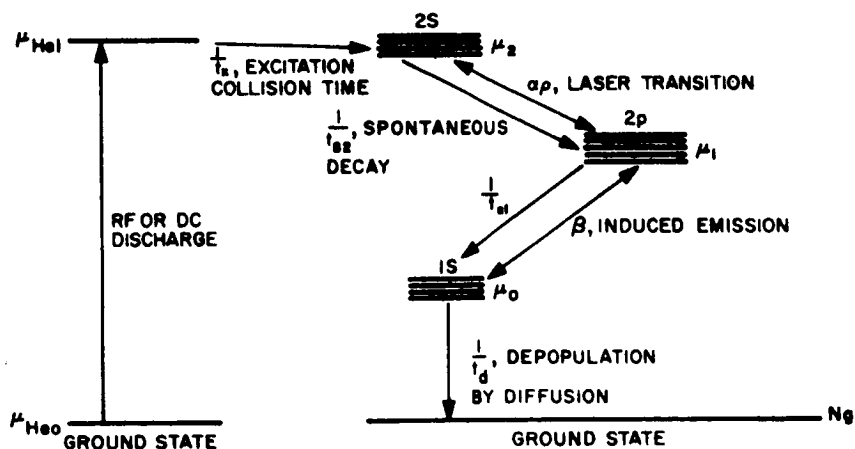 μHe1
2S
μ2
1/tx, EXCITATION
COLLISION TIME
αρ, LASER TRANSITION
2p
μ1
1/ts2, SPONTANEOUS
DECAY
1/ts1
RF OR DC
DISCHARGE
β, INDUCED EMISSION
1S
μ0
1/td, DEPOPULATION
BY DIFFUSION
μHe0
GROUND STATE
Ng
GROUND STATE